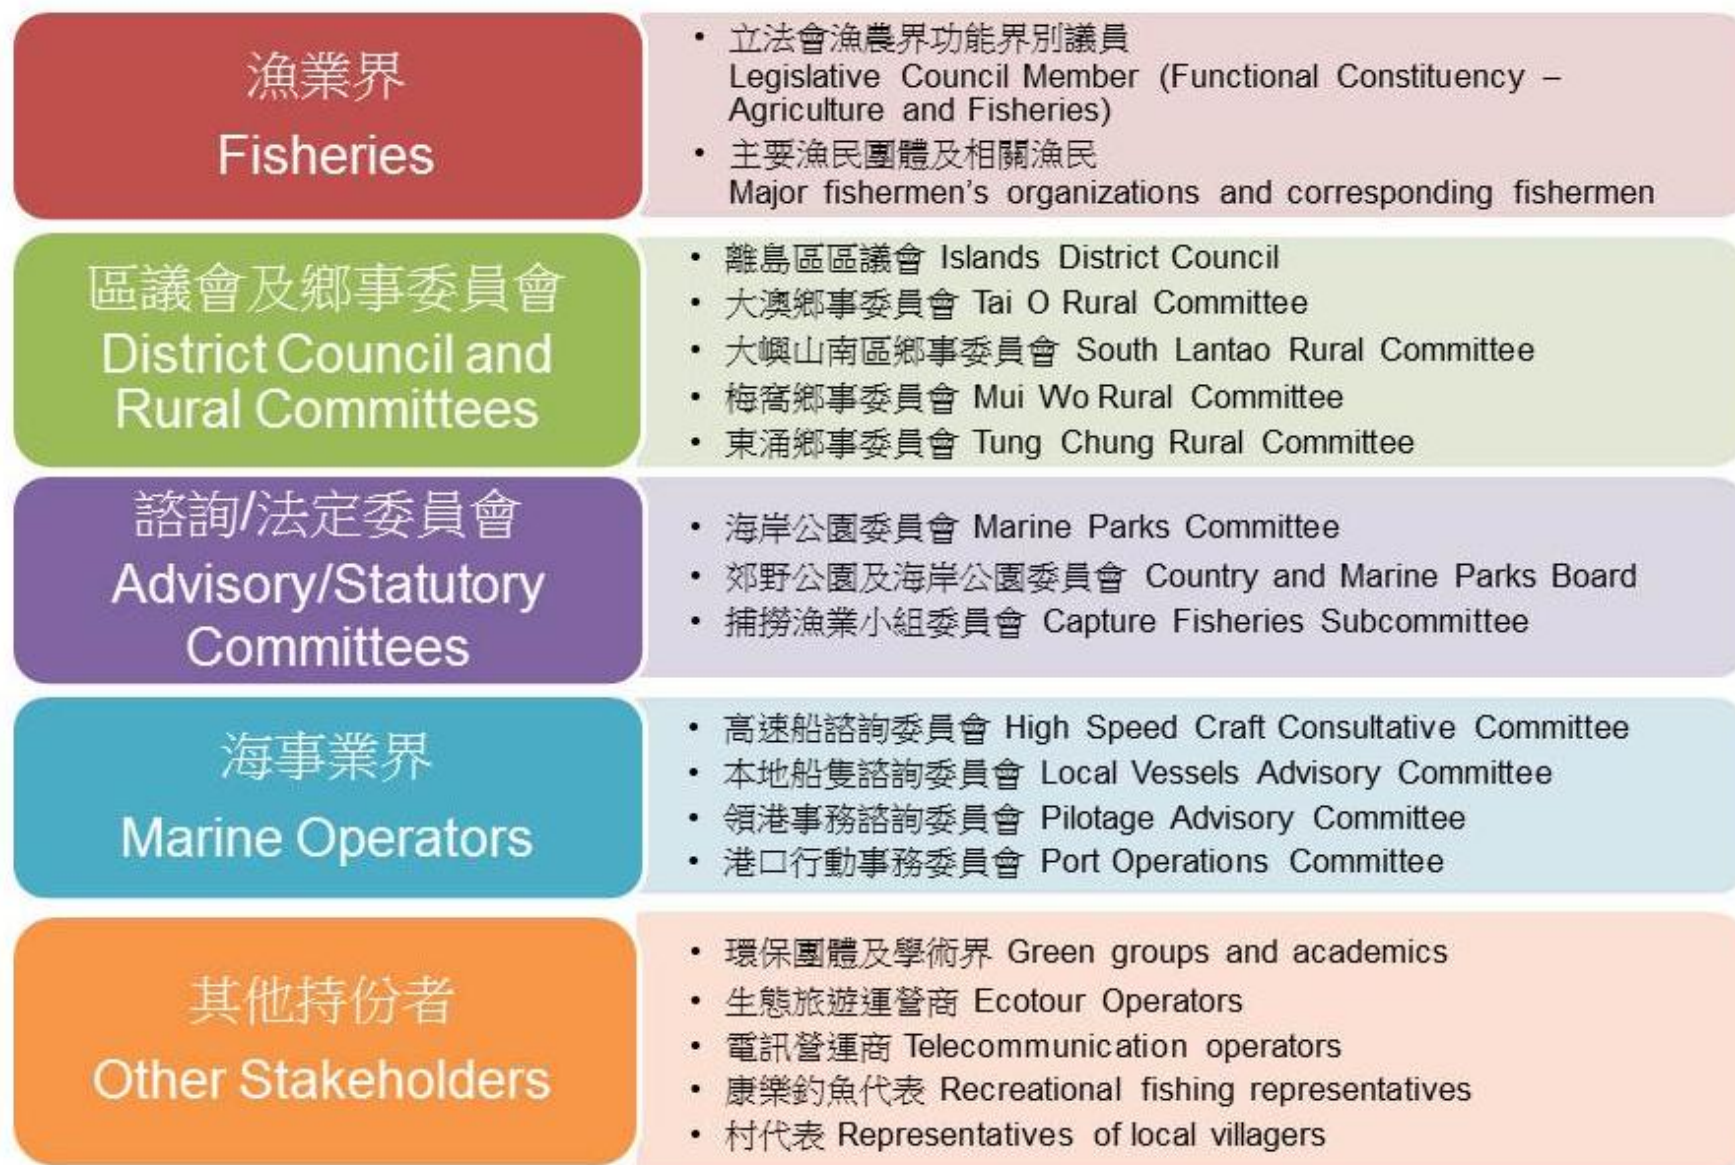 漁業界
Fisheries
• 立法會漁農界功能界別議員
Legislative Council Member (Functional Constituency –
Agriculture and Fisheries)
• 主要漁民團體及相關漁民
Major fishermen's organizations and corresponding fishermen
區議會及鄉事委員會
District Council and
Rural Committees
• 離島區區議會 Islands District Council
• 大澳鄉事委員會 Tai O Rural Committee
• 大嶼山南區鄉事委員會 South Lantao Rural Committee
• 梅窩鄉事委員會 Mui Wo Rural Committee
• 東涌鄉事委員會 Tung Chung Rural Committee
諮詢/法定委員會
Advisory/Statutory
Committees
• 海岸公園委員會 Marine Parks Committee
• 郊野公園及海岸公園委員會 Country and Marine Parks Board
• 捕撈漁業小組委員會 Capture Fisheries Subcommittee
海事業界
Marine Operators
• 高速船諮詢委員會 High Speed Craft Consultative Committee
• 本地船隻諮詢委員會 Local Vessels Advisory Committee
• 領港事務諮詢委員會 Pilotage Advisory Committee
• 港口行動事務委員會 Port Operations Committee
其他持份者
Other Stakeholders
• 環保團體及學術界 Green groups and academics
• 生態旅遊運營商 Ecotour Operators
• 電訊營運商 Telecommunication operators
• 康樂釣魚代表 Recreational fishing representatives
• 村代表 Representatives of local villagers